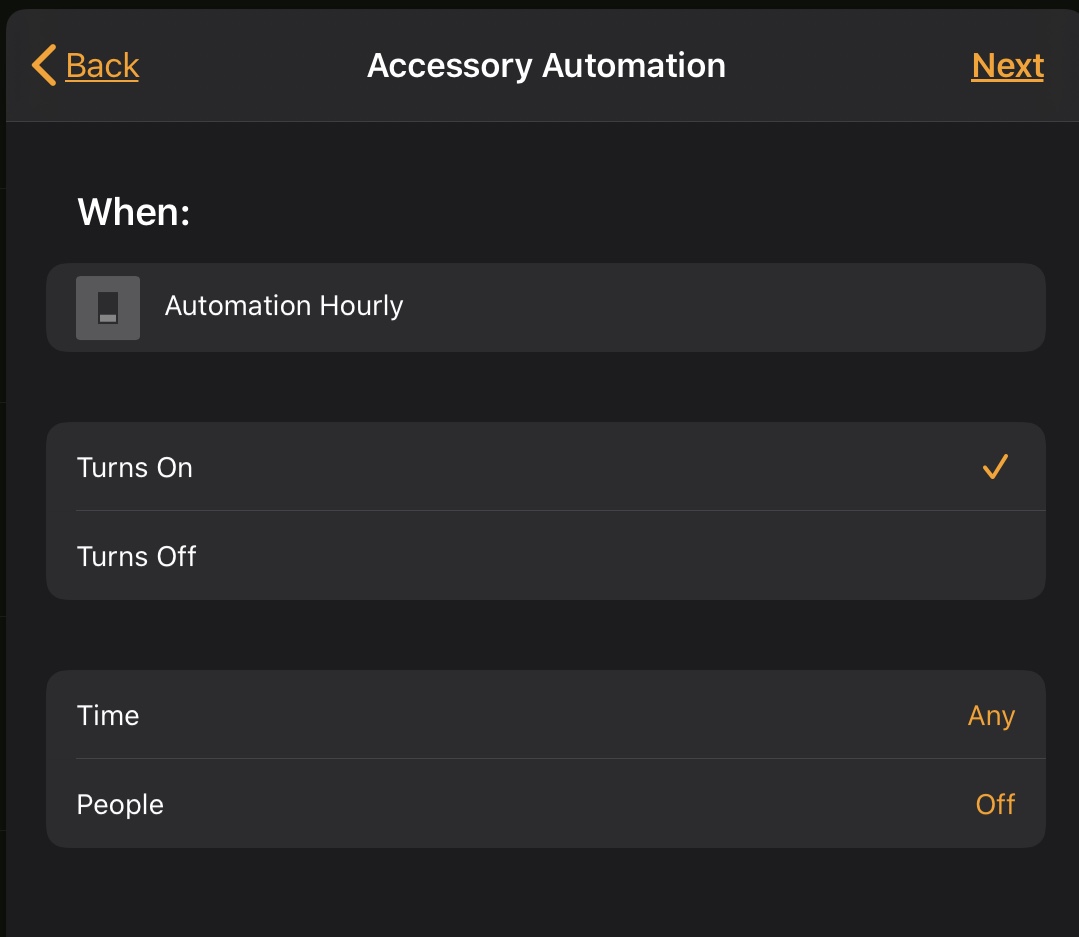 Back
Accessory Automation
Next
When:
Automation Hourly
Turns On
Turns Off
Time
Any
People
Off